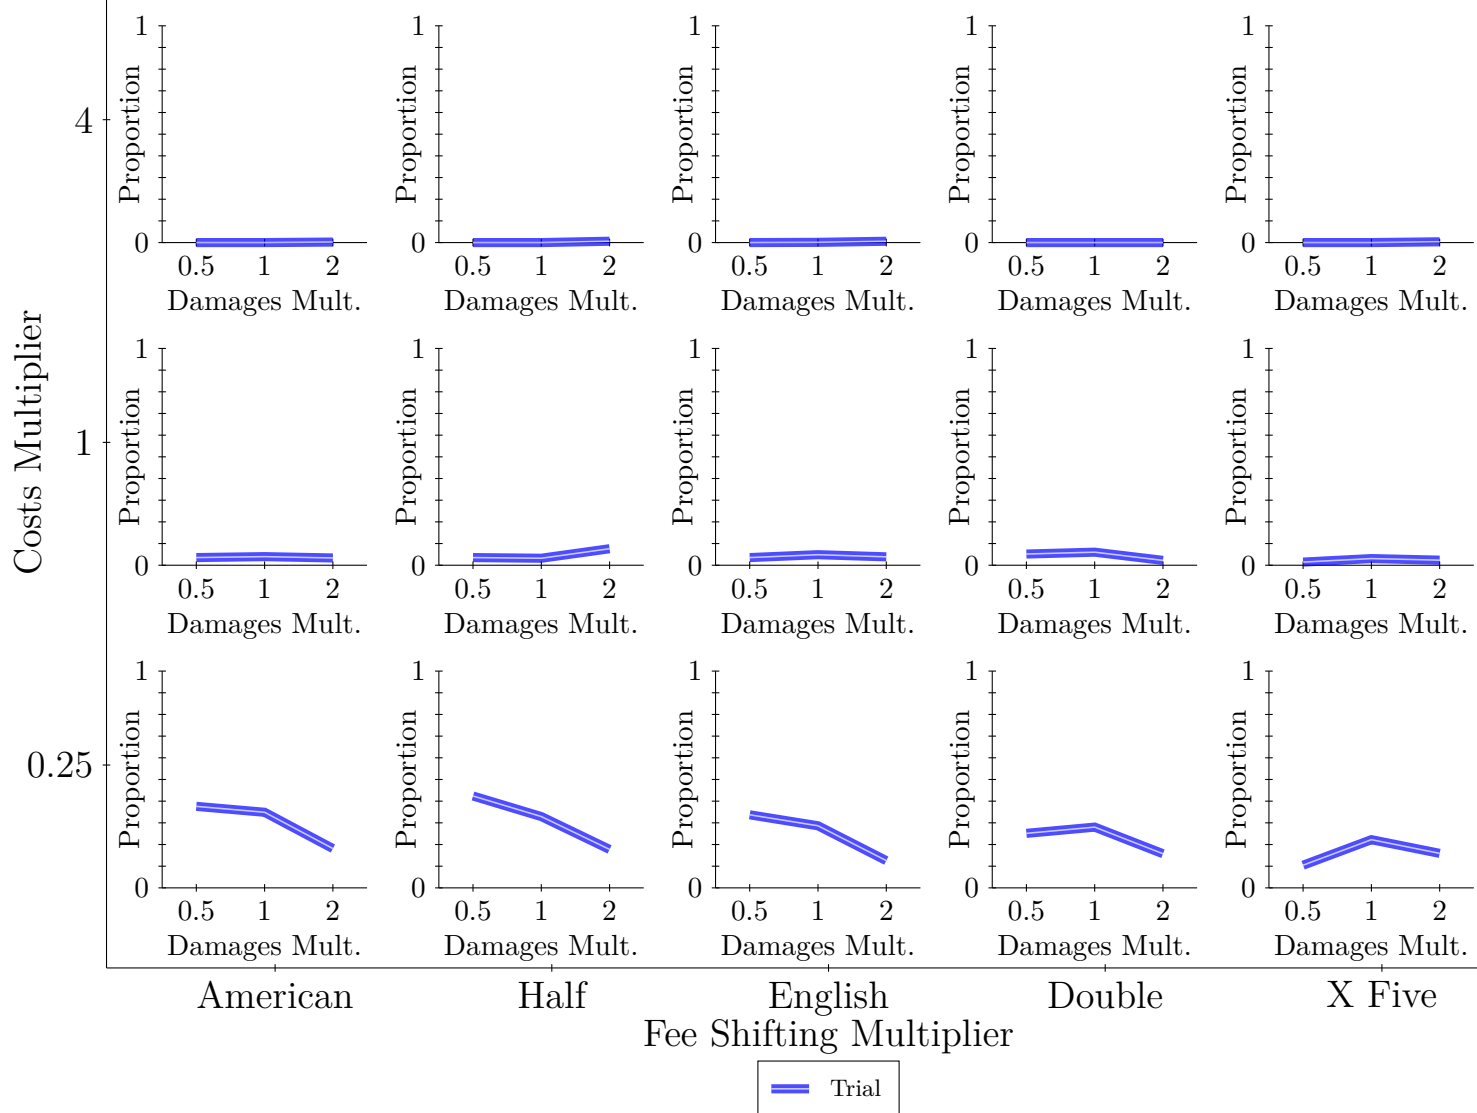 1 1 1 1 1
Proportion Proportion Proportion Proportion Proportion
4
0 0 0 0 0
0.5 1 2 0.5 1 2 0.5 1 2 0.5 1 2 0.5 1 2
Damages Mult. Damages Mult. Damages Mult. Damages Mult. Damages Mult.
Costs Multiplier
1 1 1 1 1
Proportion Proportion Proportion Proportion Proportion
1
0 0 0 0 0
0.5 1 2 0.5 1 2 0.5 1 2 0.5 1 2 0.5 1 2
Damages Mult. Damages Mult. Damages Mult. Damages Mult. Damages Mult.
1 1 1 1 1
Proportion Proportion Proportion Proportion Proportion
0.25
0 0 0 0 0
0.5 1 2 0.5 1 2 0.5 1 2 0.5 1 2 0.5 1 2
Damages Mult. Damages Mult. Damages Mult. Damages Mult. Damages Mult.
American Half English Double X Five
Fee Shifting Multiplier
Trial